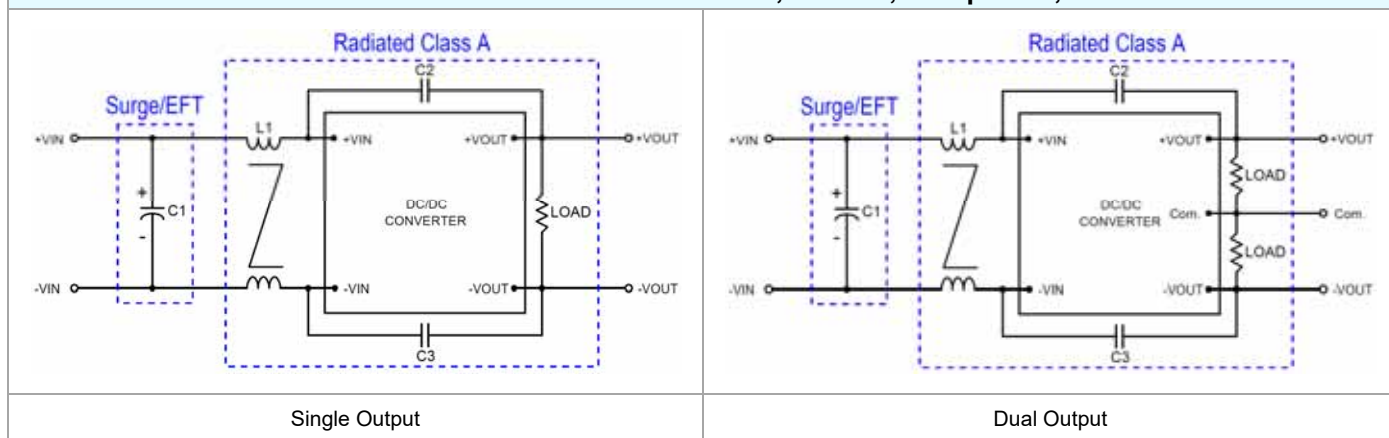 Radiated Class A
C2
Surge/EFT
L1
+VIN
+VIN
+VOUT
+VOUT
+
C1
-
DC/DC
CONVERTER
LOAD
-VIN
-VIN
-VOUT
-VOUT
C3
Single Output
Radiated Class A
C2
Surge/EFT
L1
+VIN
+VIN
+VOUT
+VOUT
LOAD
+
C1
-
DC/DC
CONVERTER
Com.
Com.
LOAD
-VIN
-VIN
-VOUT
-VOUT
C3
Dual Output